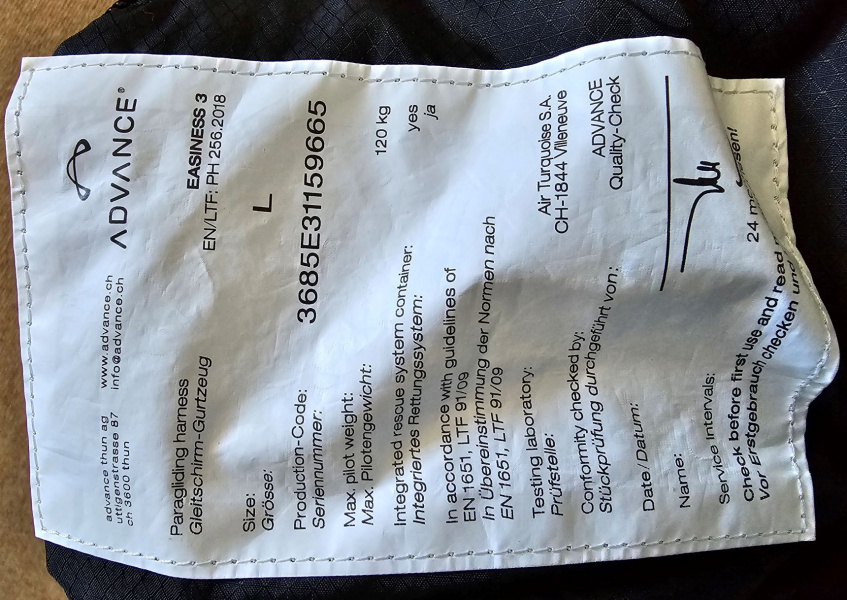 ADVANCE®
advance thun ag www.advance.ch
uttigenstrasse 87 info@advance.ch
ch 3600 thun
Paragliding harness EASINESS 3
Gleitschirm-Gurtzeug EN/LTF: PH 256.2018
Size: L
Grösse:
Production-Code: 3685E31159665
Seriennummer:
Max. pilot weight: 120 kg
Max. Pilotengewicht:
Integrated rescue system container: yes
Integriertes Rettungssystem: ja
In accordance with guidelines of
EN 1651, LTF 91/09
In Übereinstimmung der Normen nach
EN 1651, LTF 91/09
Testing laboratory: Air Turquoise S.A.
Prüfstelle: CH-1844 Villeneuve
Conformity checked by: ADVANCE
Stückprüfung durchgeführt von: Quality-Check
Date/Datum:
Name:
Service Intervals: 24
Check before first use and read
Vor Erstgebrauch checken und